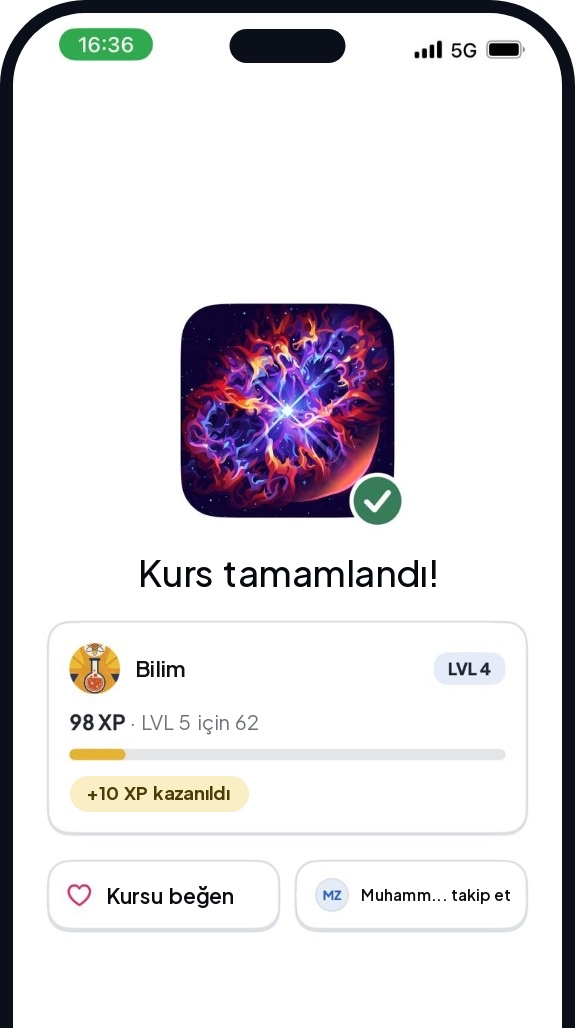 16:36 5G
Kurs tamamlandı!
Bilim LVL 4
98 XP · LVL 5 için 62
+10 XP kazanıldı
Kursu beğen MZ Muhamm... takip et